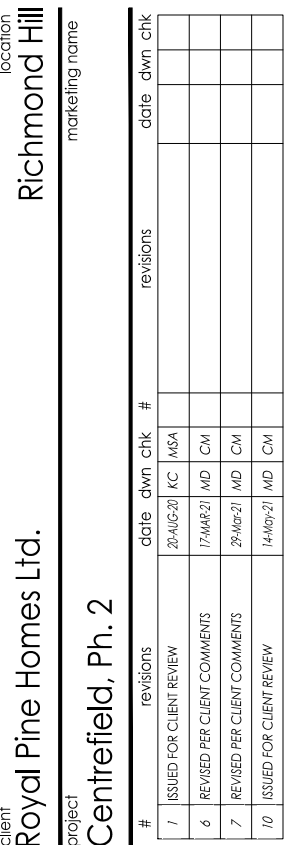 client location
Royal Pine Homes Ltd. Richmond Hill
project marketing name
Centrefield, Ph. 2
# revisions date dwn chk # revisions date dwn chk
1 ISSUED FOR CLIENT REVIEW 20-AUG-20 KC MSA
6 REVISED PER CLIENT COMMENTS 17-MAR-21 MD CM
7 REVISED PER CLIENT COMMENTS 29-Mar-21 MD CM
10 ISSUED FOR CLIENT REVIEW 14-May-21 MD CM